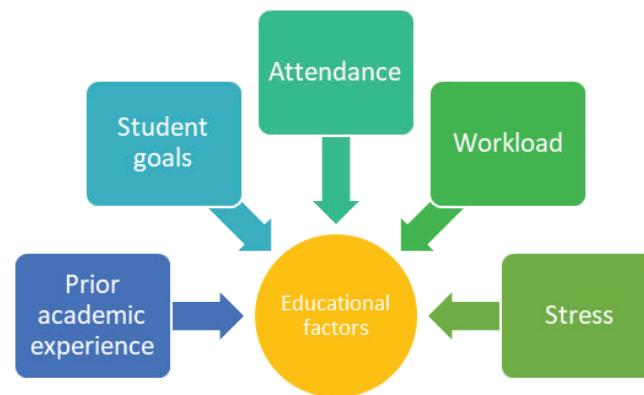 Attendance
Student
goals
Workload
Prior
academic
experience
Educational
factors
Stress